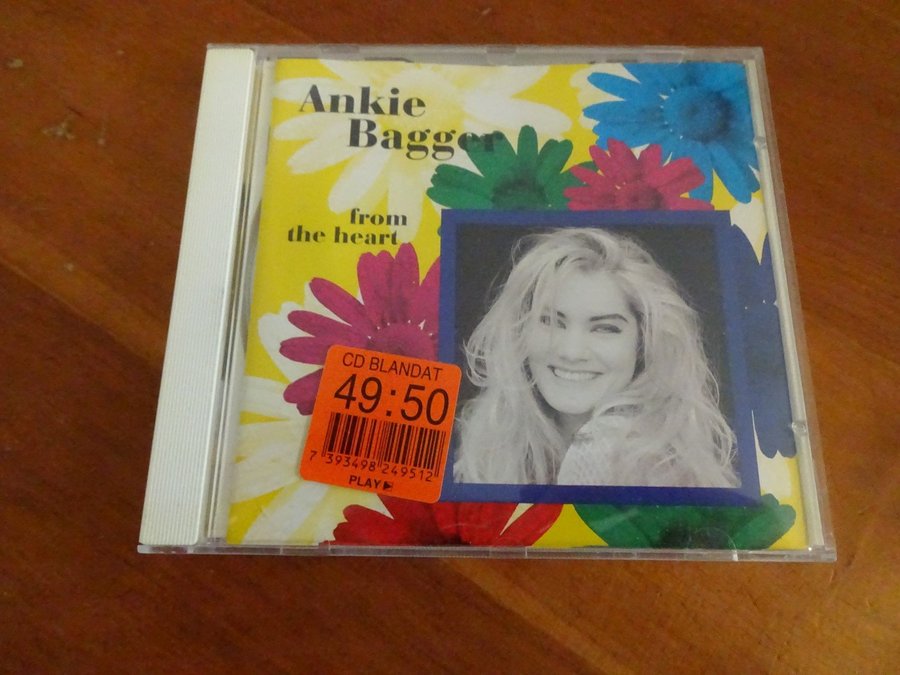 Ankie
Bagger
from
the heart
CD BLANDAT
49:50
7 393498 249512
PLAY